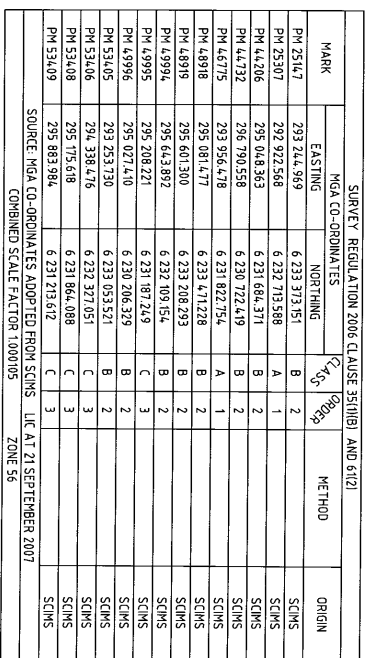 SURVEY REGULATION 2006 CLAUSE 35(1)(B) AND 61(2)
MARK MGA CO-ORDINATES CLASS ORDER METHOD ORIGIN
EASTING NORTHING
PM 25147 293 244.969 6 233 373.151 B 2 SCIMS
PM 25307 292 922.568 6 232 713.588 A 1 SCIMS
PM 44206 295 048.363 6 231 684.371 B 2 SCIMS
PM 44732 296 790.558 6 230 722.419 B 2 SCIMS
PM 46775 293 956.478 6 231 822.754 A 1 SCIMS
PM 48918 295 081.477 6 233 471.228 B 2 SCIMS
PM 48919 295 601.300 6 233 208.293 B 2 SCIMS
PM 49994 295 643.892 6 232 109.154 B 2 SCIMS
PM 49995 295 208.221 6 231 187.249 C 3 SCIMS
PM 49996 295 027.410 6 230 206.329 B 2 SCIMS
PM 53405 293 253.730 6 233 053.521 B 2 SCIMS
PM 53406 294 338.476 6 232 327.051 C 3 SCIMS
PM 53408 295 175.618 6 231 864.088 C 3 SCIMS
PM 53409 295 883.984 6 231 213.612 C 3 SCIMS
SOURCE: MGA CO-ORDINATES ADOPTED FROM SCIMS LIC AT 21 SEPTEMBER 2007
COMBINED SCALE FACTOR 1.000105 ZONE 56